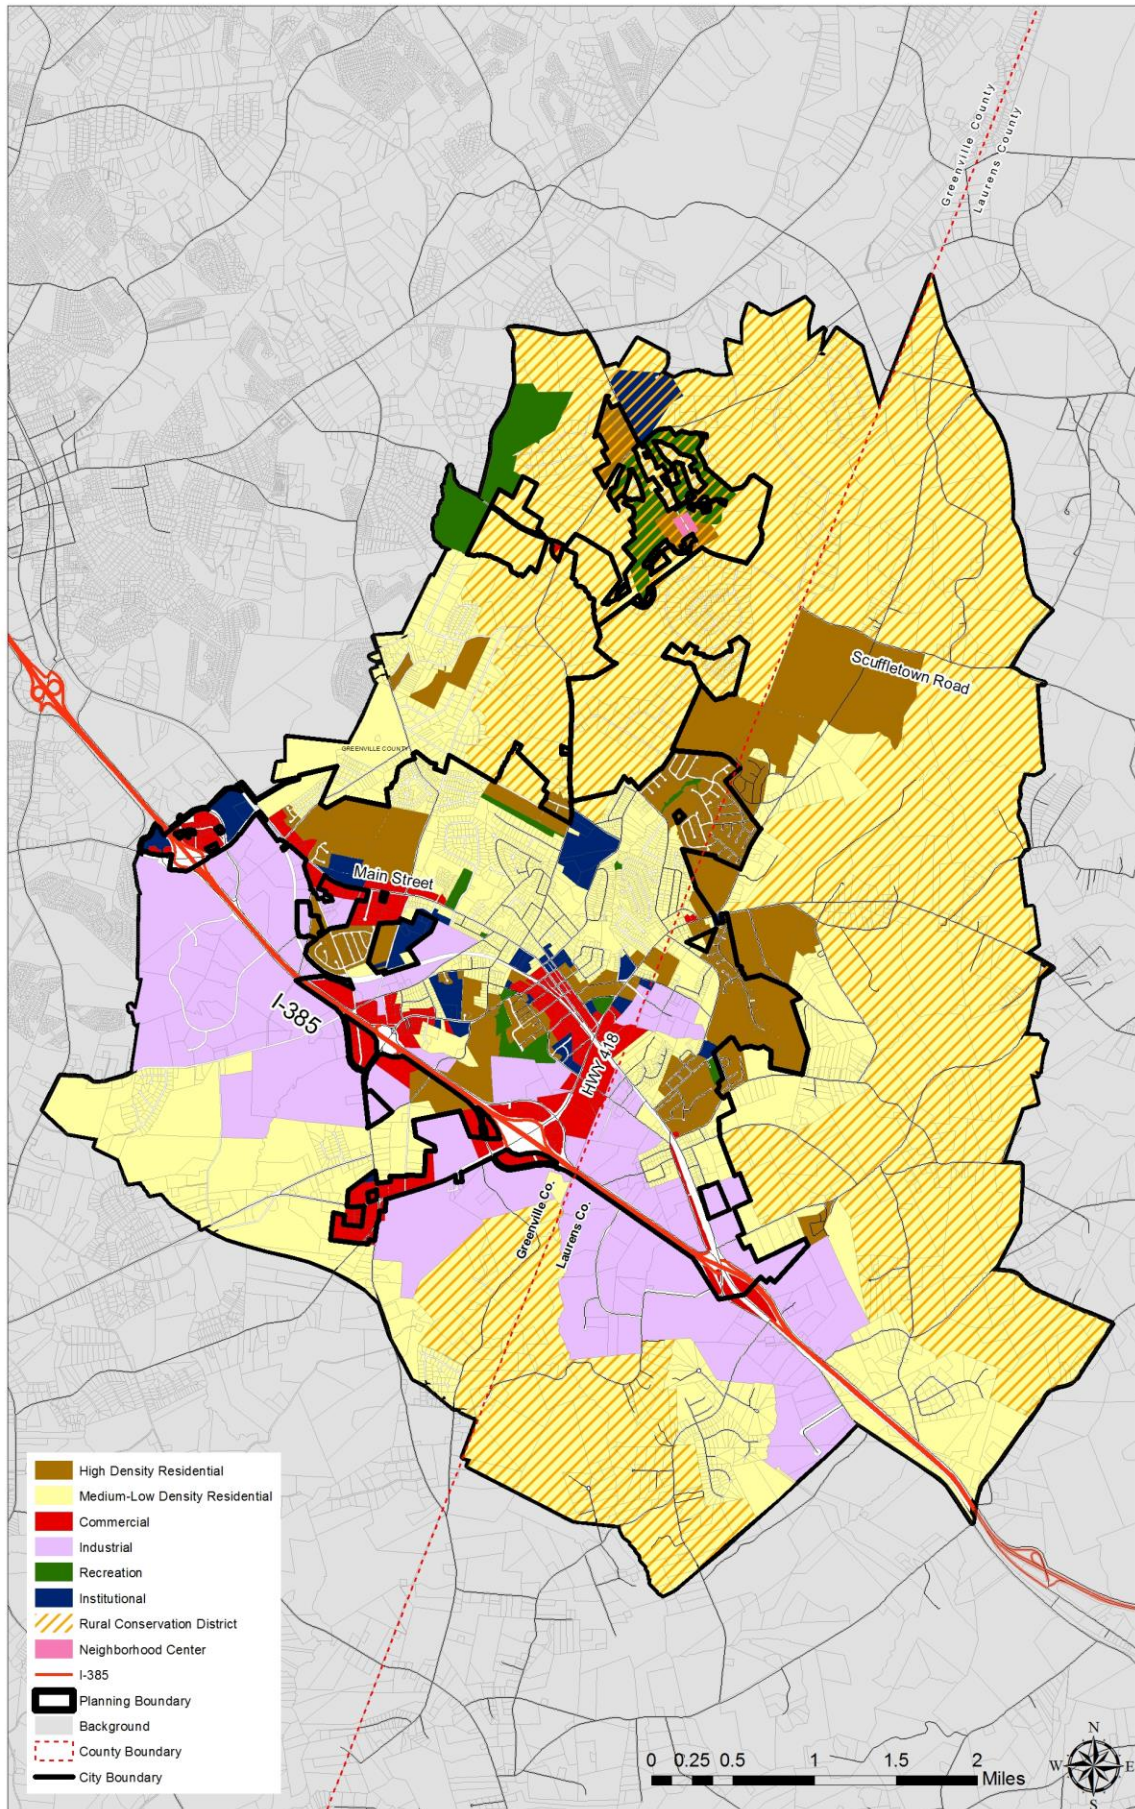 Greenville County
Laurens County
Scuffletown Road
GREENVILLE COUNTY
Main Street
I-385
HWY 418
Greenville Co.
Laurens Co.
High Density Residential
Medium-Low Density Residential
Commercial
Industrial
Recreation
Institutional
Rural Conservation District
Neighborhood Center
I-385
Planning Boundary
Background
County Boundary
City Boundary
0 0.25 0.5 1 1.5 2
Miles
N
W E
S